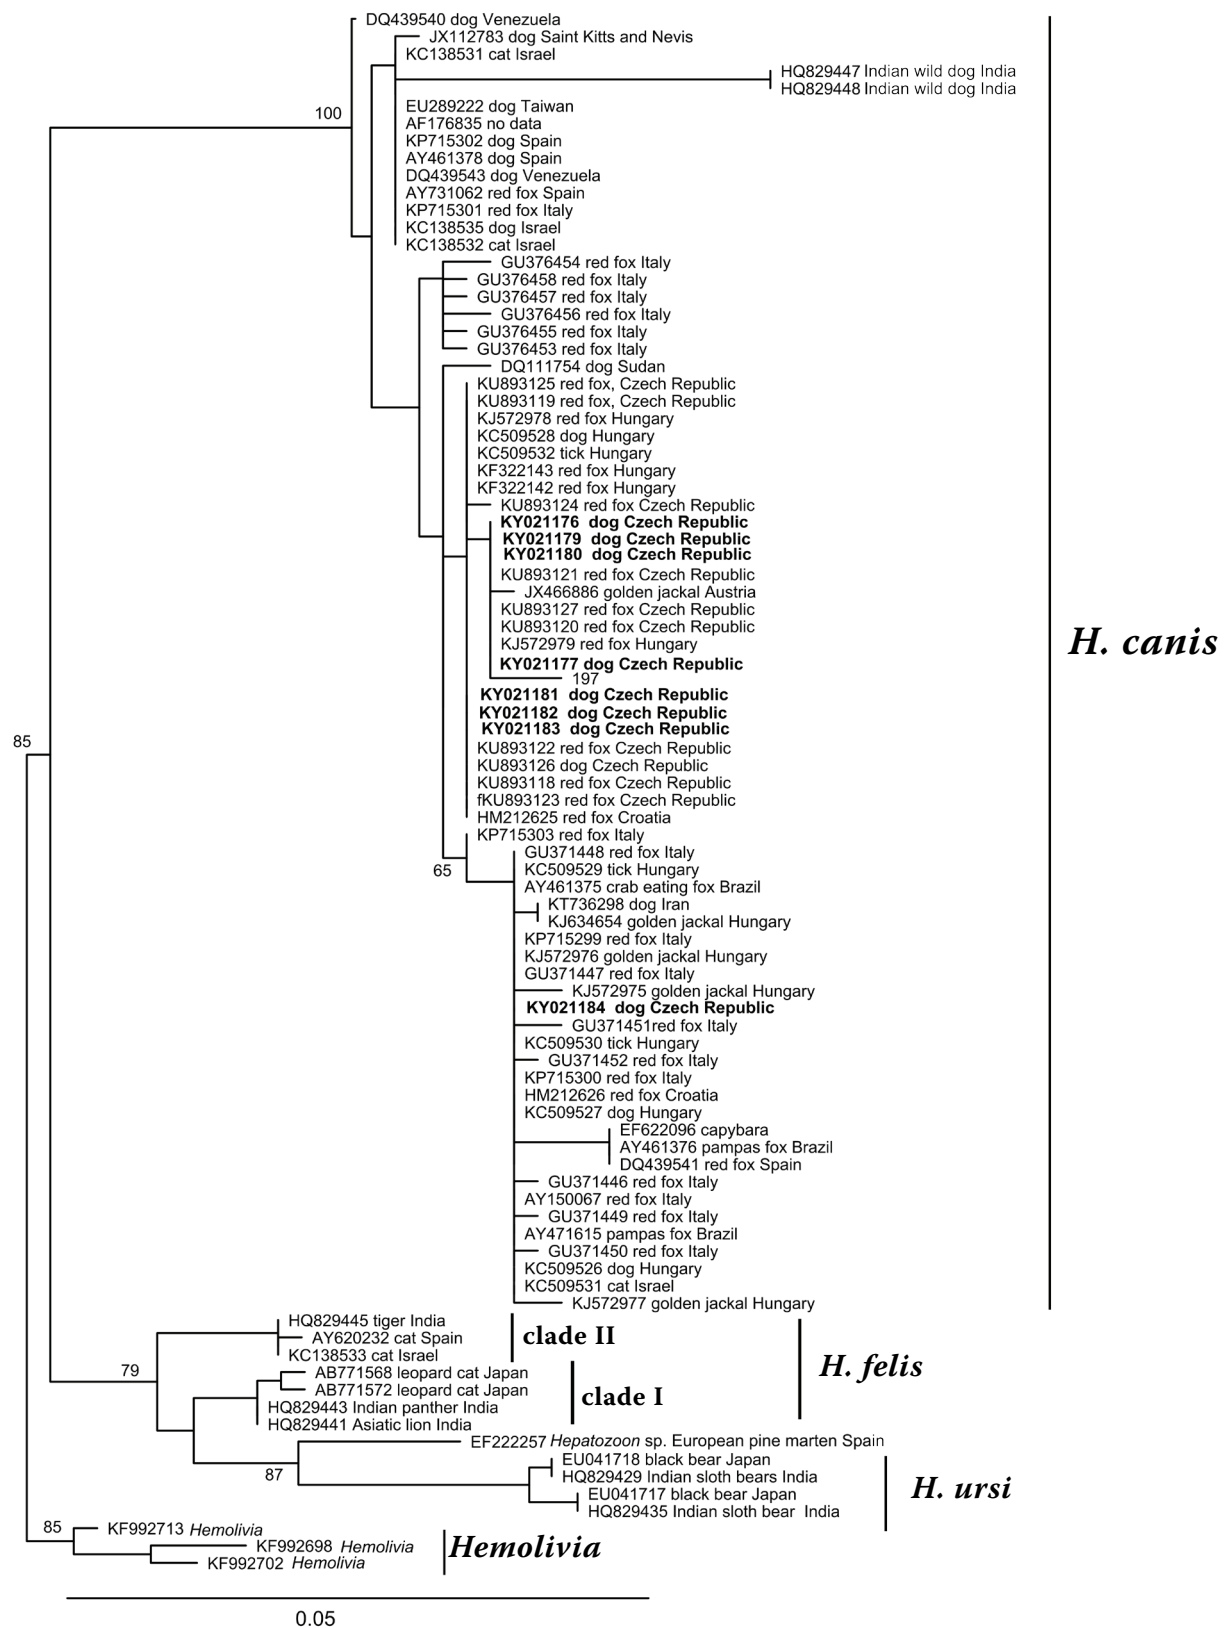 DQ439540 dog Venezuela
JX112783 dog Saint Kitts and Nevis
KC138531 cat Israel
HQ829447 Indian wild dog India
HQ829448 Indian wild dog India
EU289222 dog Taiwan
100
AF176835 no data
KP715302 dog Spain
AY461378 dog Spain
DQ439543 dog Venezuela
AY731062 red fox Spain
KP715301 red fox Italy
KC138535 dog Israel
KC138532 cat Israel
GU376454 red fox Italy
GU376458 red fox Italy
GU376457 red fox Italy
GU376456 red fox Italy
GU376455 red fox Italy
GU376453 red fox Italy
DQ111754 dog Sudan
KU893125 red fox, Czech Republic
KU893119 red fox, Czech Republic
KJ572978 red fox Hungary
KC509528 dog Hungary
KC509532 tick Hungary
KF322143 red fox Hungary
KF322142 red fox Hungary
KU893124 red fox Czech Republic
KY021176 dog Czech Republic
KY021179 dog Czech Republic
KY021180 dog Czech Republic
KU893121 red fox Czech Republic
JX466886 golden jackal Austria
KU893127 red fox Czech Republic
KU893120 red fox Czech Republic
KJ572979 red fox Hungary
H. canis
KY021177 dog Czech Republic
197
KY021181 dog Czech Republic
KY021182 dog Czech Republic
KY021183 dog Czech Republic
85
KU893122 red fox Czech Republic
KU893126 dog Czech Republic
KU893118 red fox Czech Republic
fKU893123 red fox Czech Republic
HM212625 red fox Croatia
KP715303 red fox Italy
GU371448 red fox Italy
65
KC509529 tick Hungary
AY461375 crab eating fox Brazil
KT736298 dog Iran
KJ634654 golden jackal Hungary
KP715299 red fox Italy
KJ572976 golden jackal Hungary
GU371447 red fox Italy
KJ572975 golden jackal Hungary
KY021184 dog Czech Republic
GU371451red fox Italy
KC509530 tick Hungary
GU371452 red fox Italy
KP715300 red fox Italy
HM212626 red fox Croatia
KC509527 dog Hungary
EF622096 capybara
AY461376 pampas fox Brazil
DQ439541 red fox Spain
GU371446 red fox Italy
AY150067 red fox Italy
GU371449 red fox Italy
AY471615 pampas fox Brazil
GU371450 red fox Italy
KC509526 dog Hungary
KC509531 cat Israel
KJ572977 golden jackal Hungary
HQ829445 tiger India
AY620232 cat Spain
clade II
KC138533 cat Israel
79
AB771568 leopard cat Japan
H. felis
AB771572 leopard cat Japan
clade I
HQ829443 Indian panther India
HQ829441 Asiatic lion India
EF222257 Hepatozoon sp. European pine marten Spain
EU041718 black bear Japan
87
HQ829429 Indian sloth bears India
H. ursi
EU041717 black bear Japan
HQ829435 Indian sloth bear India
85
KF992713 Hemolivia
KF992698 Hemolivia
Hemolivia
KF992702 Hemolivia
0.05